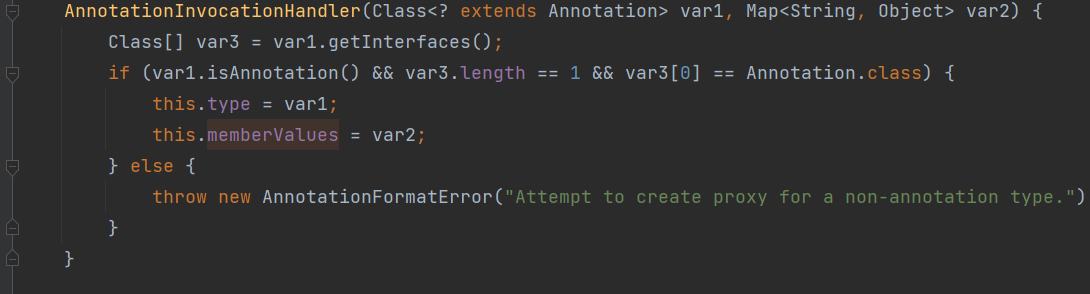 AnnotationInvocationHandler(Class<? extends Annotation> var1, Map<String, Object> var2) {
    Class[] var3 = var1.getInterfaces();
    if (var1.isAnnotation() && var3.length == 1 && var3[0] == Annotation.class) {
        this.type = var1;
        this.memberValues = var2;
    } else {
        throw new AnnotationFormatError("Attempt to create proxy for a non-annotation type.")
    }
}